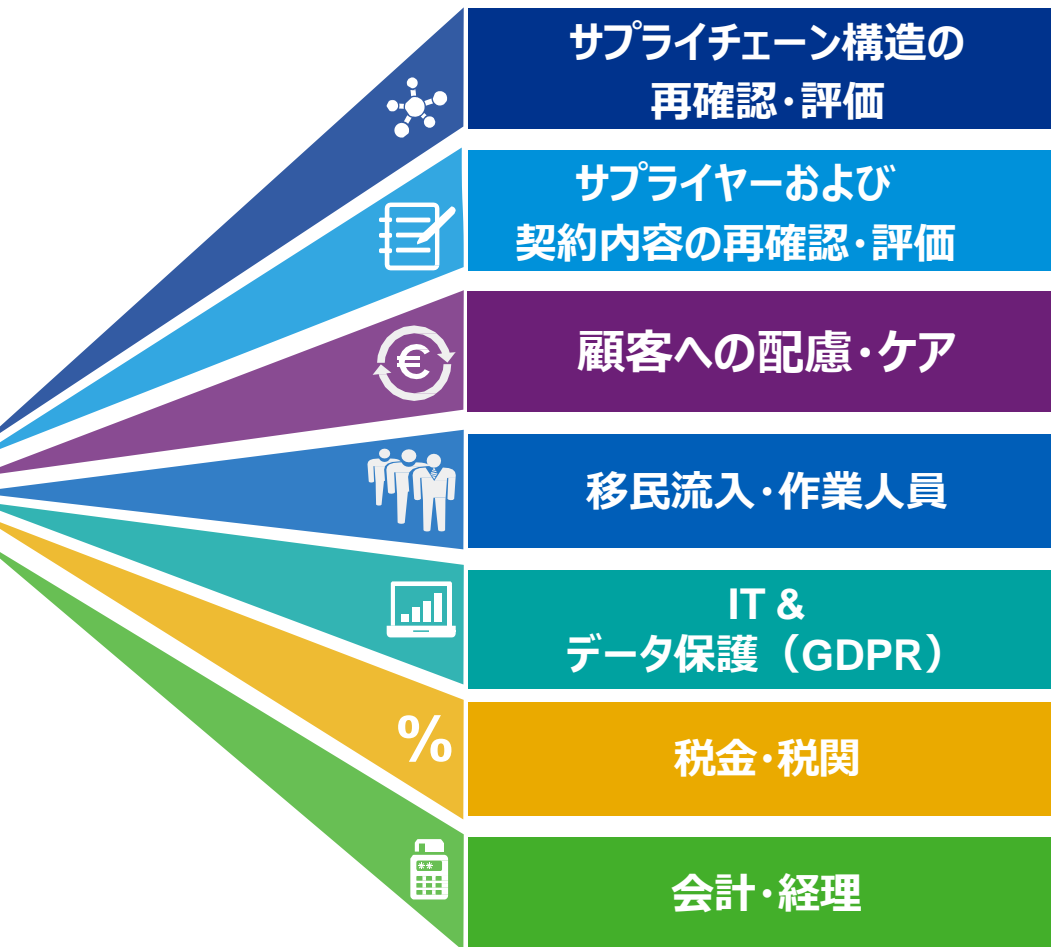 サプライチェーン構造の
再確認・評価
サプライヤーおよび
契約内容の再確認・評価
€
顧客への配慮・ケア
移民流入・作業人員
IT &
データ保護（GDPR）
%
税金・税関
**
会計・経理